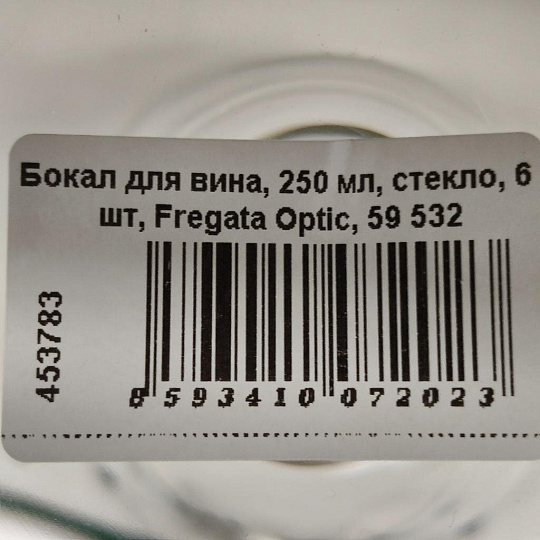 Бокал для вина, 250 мл, стекло, 6
шт, Fregata Optic, 59 532
453783
8 593410 072023